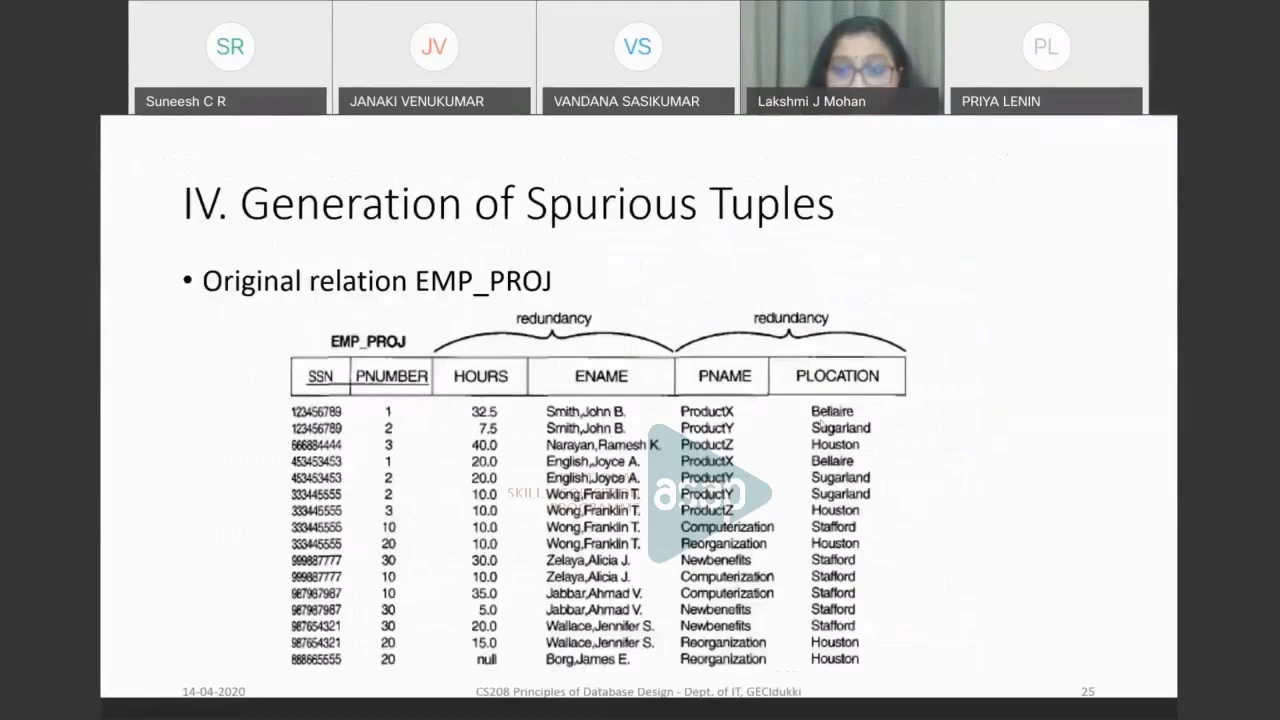 SR JV VS PL
Suneesh C R JANAKI VENUKUMAR VANDANA SASIKUMAR Lakshmi J Mohan PRIYA LENIN
IV. Generation of Spurious Tuples
• Original relation EMP_PROJ
redundancy redundancy
EMP_PROJ
SSN PNUMBER HOURS ENAME PNAME PLOCATION
123456789 1 32.5 Smith,John B. ProductX Bellaire
123456789 2 7.5 Smith,John B. ProductY Sugarland
666884444 3 40.0 Narayan,Ramesh K. ProductZ Houston
453453453 1 20.0 English,Joyce A. ProductX Bellaire
453453453 2 20.0 English,Joyce A. ProductY Sugarland
333445555 2 10.0 Wong,Franklin T. ProductY Sugarland
333445555 3 10.0 Wong,Franklin T. ProductZ Houston
333445555 10 10.0 Wong,Franklin T. Computerization Stafford
333445555 20 10.0 Wong,Franklin T. Reorganization Houston
999887777 30 30.0 Zelaya,Alicia J. Newbenefits Stafford
999887777 10 10.0 Zelaya,Alicia J. Computerization Stafford
987987987 10 35.0 Jabbar,Ahmad V. Computerization Stafford
987987987 30 5.0 Jabbar,Ahmad V. Newbenefits Stafford
987654321 30 20.0 Wallace,Jennifer S. Newbenefits Stafford
987654321 20 15.0 Wallace,Jennifer S. Reorganization Houston
888665555 20 null Borg,James E. Reorganization Houston
asap
14-04-2020 CS208 Principles of Database Design - Dept. of IT, GECIdukki 25